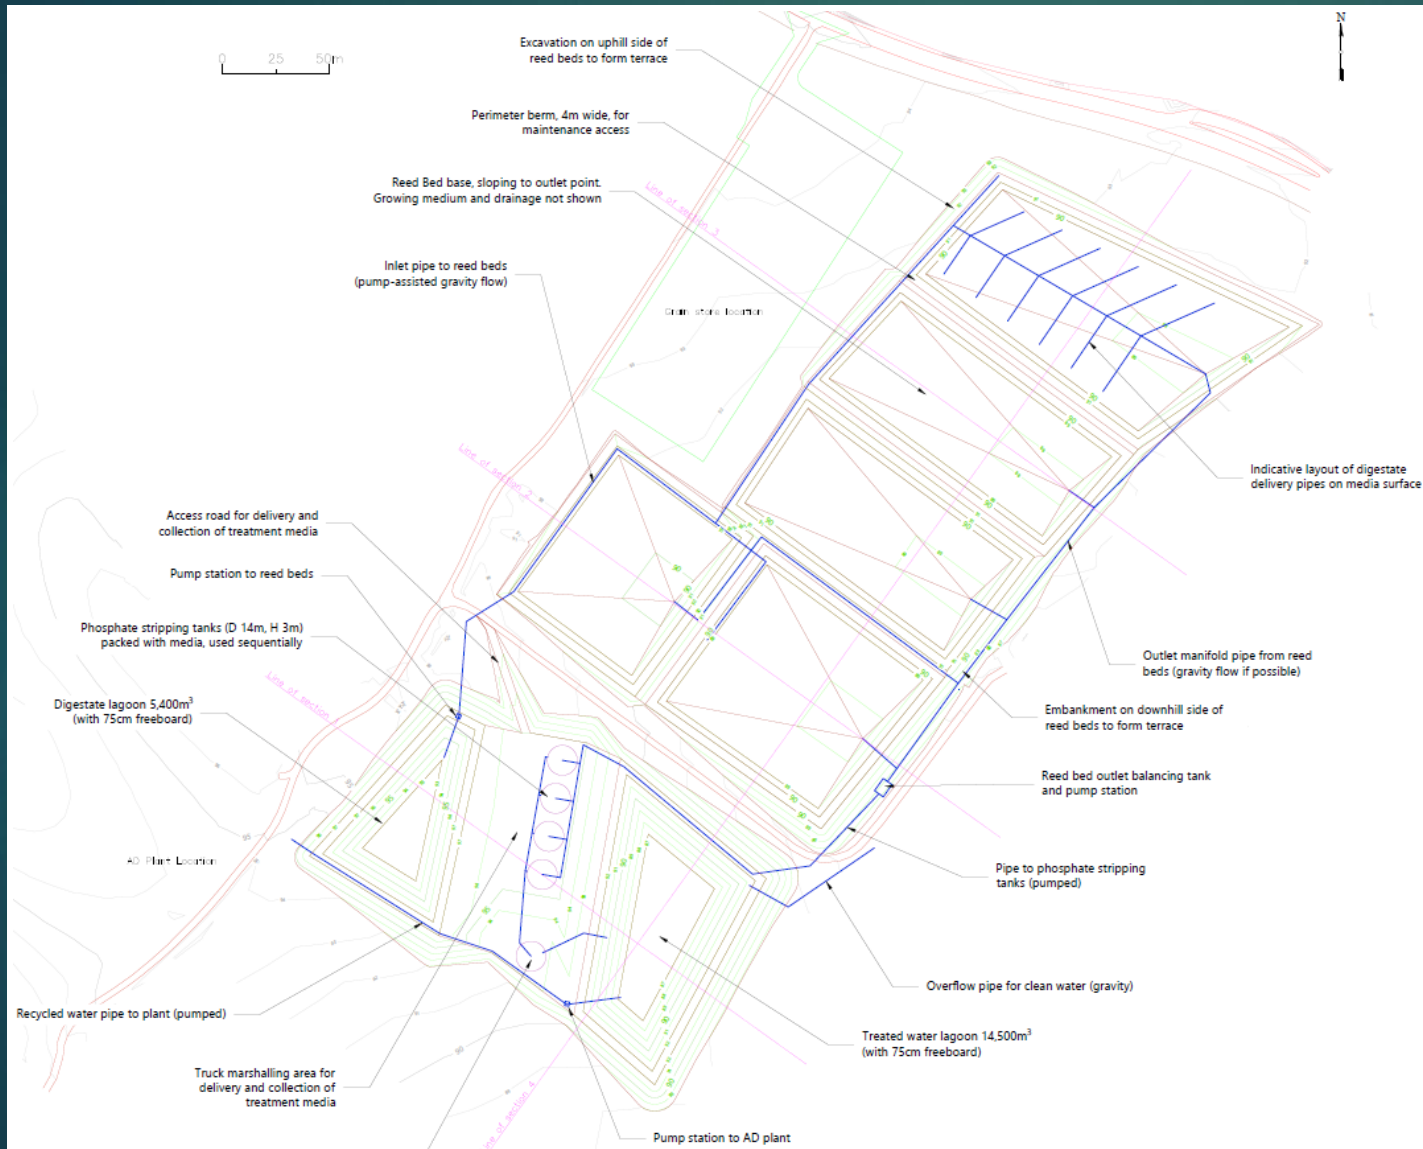 N
0 25 50m
Excavation on uphill side of
reed beds to form terrace
Perimeter berm, 4m wide, for
maintenance access
Reed Bed base, sloping to outlet point.
Growing medium and drainage not shown
Line of section 3
Inlet pipe to reed beds
(pump-assisted gravity flow)
Grain store location
Line of section 2
Indicative layout of digestate
delivery pipes on media surface
Access road for delivery and
collection of treatment media
Pump station to reed beds
Phosphate stripping tanks (D 14m, H 3m)
packed with media, used sequentially
Line of section
Digestate lagoon 5,400m³
(with 75cm freeboard)
Outlet manifold pipe from reed
beds (gravity flow if possible)
Embankment on downhill side of
reed beds to form terrace
Reed bed outlet balancing tank
and pump station
AD Plant Location
Pipe to phosphate stripping
tanks (pumped)
Overflow pipe for clean water (gravity)
Recycled water pipe to plant (pumped)
Treated water lagoon 14,500m³
(with 75cm freeboard)
Truck marshalling area for
delivery and collection of
treatment media
Line of section 4
Pump station to AD plant